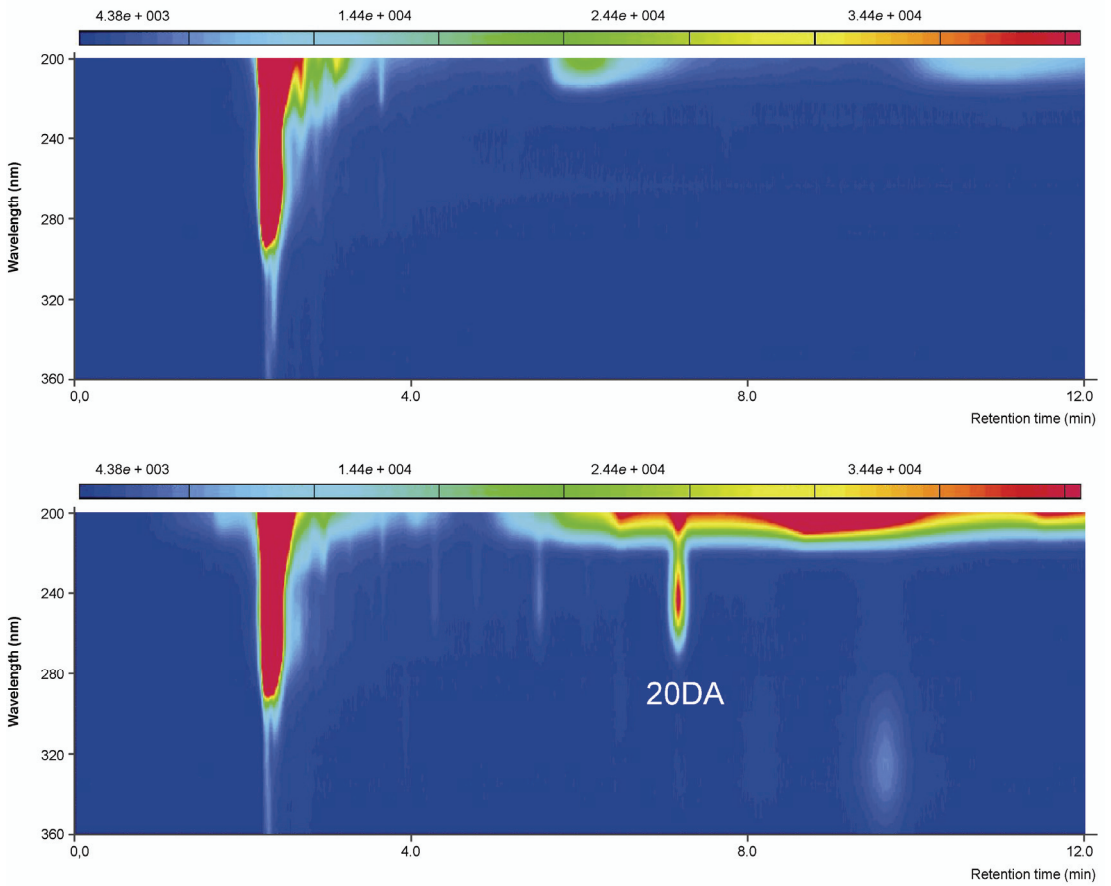 4.38e + 003 1.44e + 004 2.44e + 004 3.44e + 004
200
240
280
320
360
Wavelength (nm)
0,0 4.0 8.0 12.0
Retention time (min)
4.38e + 003 1.44e + 004 2.44e + 004 3.44e + 004
200
240
280
320
360
Wavelength (nm)
20DA
0,0 4.0 8.0 12.0
Retention time (min)